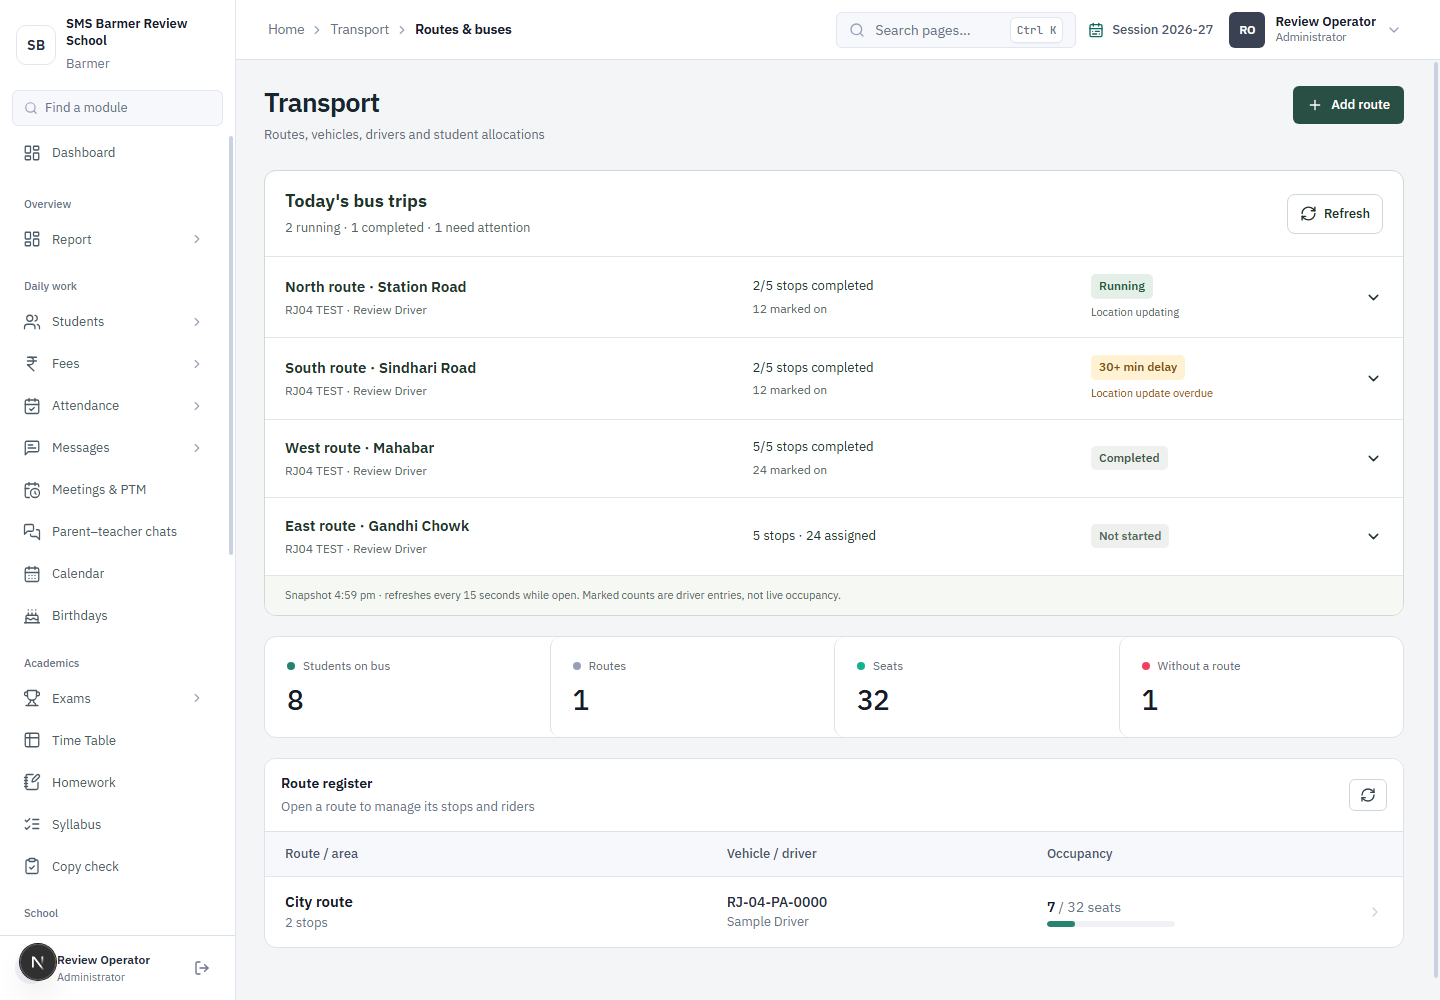 SMS Barmer Review
School
SB
Barmer
Find a module
Dashboard
Overview
Report
Daily work
Students
Fees
Attendance
Messages
Meetings & PTM
Parent–teacher chats
Calendar
Birthdays
Academics
Exams
Time Table
Homework
Syllabus
Copy check
School
N
Review Operator
Administrator
Home > Transport > Routes & buses
Search pages...
Ctrl K
Session 2026-27
RO
Review Operator
Administrator
Transport
Routes, vehicles, drivers and student allocations
Add route
Today's bus trips
2 running · 1 completed · 1 need attention
Refresh
North route · Station Road
RJ04 TEST · Review Driver
2/5 stops completed
12 marked on
Running
Location updating
South route · Sindhari Road
RJ04 TEST · Review Driver
2/5 stops completed
12 marked on
30+ min delay
Location update overdue
West route · Mahabar
RJ04 TEST · Review Driver
5/5 stops completed
24 marked on
Completed
East route · Gandhi Chowk
RJ04 TEST · Review Driver
5 stops · 24 assigned
Not started
Snapshot 4:59 pm · refreshes every 15 seconds while open. Marked counts are driver entries, not live occupancy.
Students on bus
8
Routes
1
Seats
32
Without a route
1
Route register
Open a route to manage its stops and riders
Route / area
Vehicle / driver
Occupancy
City route
2 stops
RJ-04-PA-0000
Sample Driver
7 / 32 seats